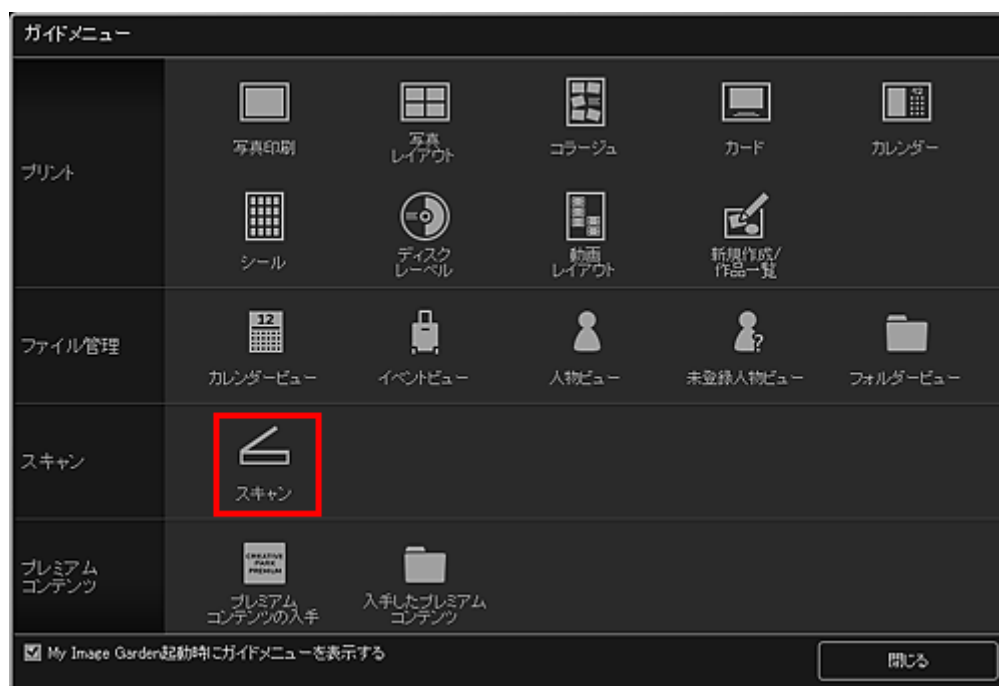 ガイドメニュー
プリント
写真印刷
写真
レイアウト
コラージュ
カード
カレンダー
シール
ディスク
レーベル
動画
レイアウト
新規作成/
作品一覧
ファイル管理
12
カレンダービュー
イベントビュー
人物ビュー
?
未登録人物ビュー
フォルダービュー
スキャン
スキャン
プレミアム
コンテンツ
CREATIVE
PARK
PREMIUM
プレミアム
コンテンツの入手
入手したプレミアム
コンテンツ
My Image Garden起動時にガイドメニューを表示する
閉じる